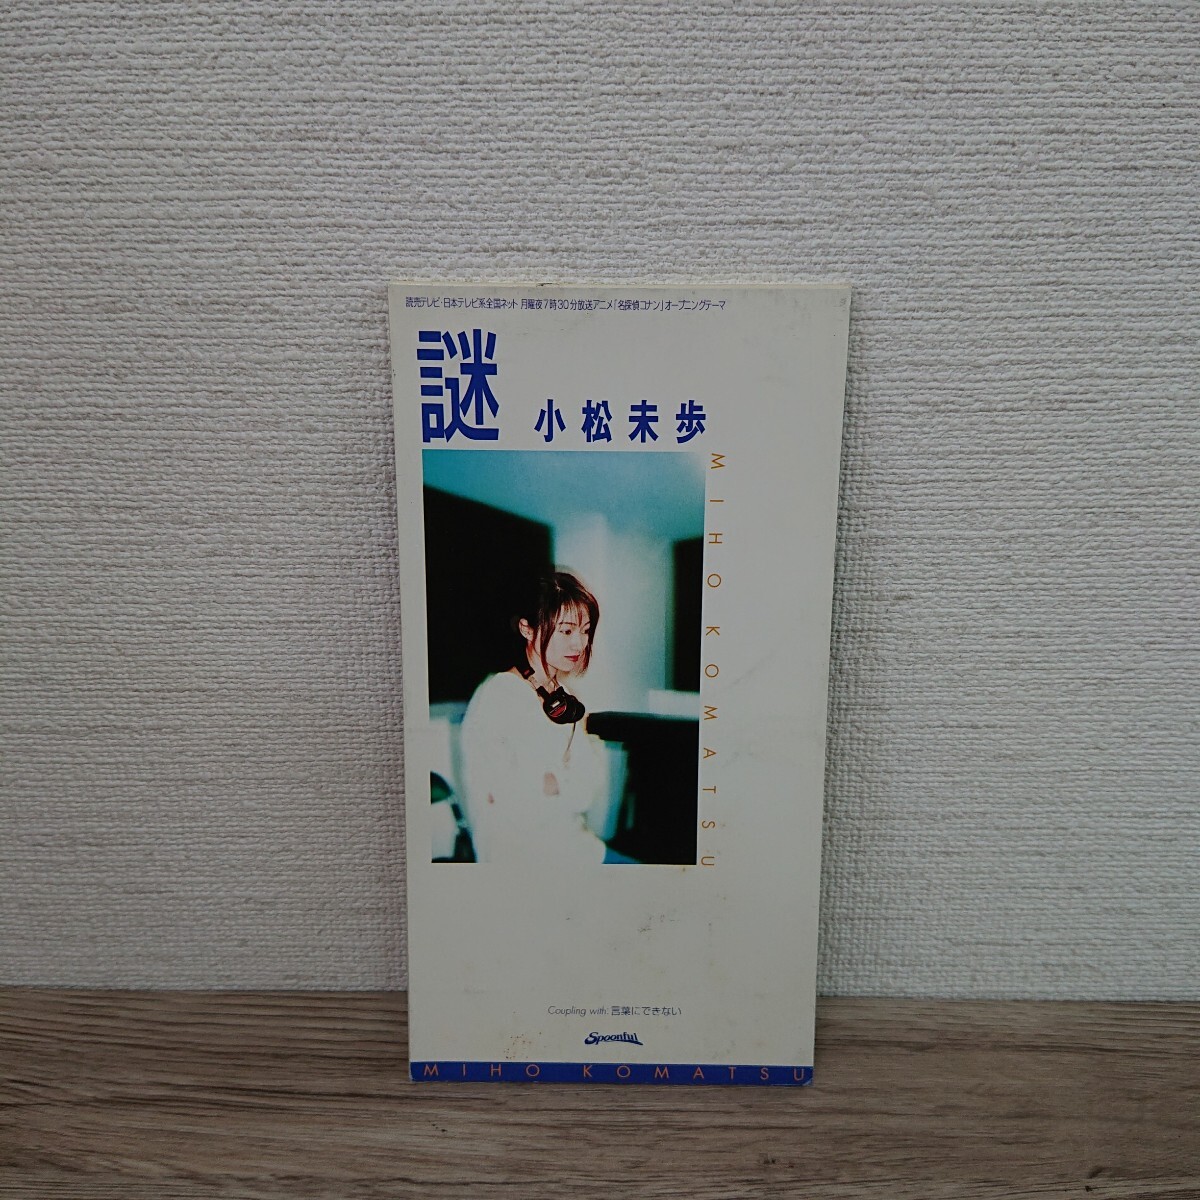 読売テレビ・日本テレビ系全国ネット 月曜夜7時30分放送アニメ「名探偵コナン」オープニングテーマ
謎
小松未歩
MIHO KOMATSU
Coupling with: 言葉にできない
Spoonful
MIHO KOMATSU